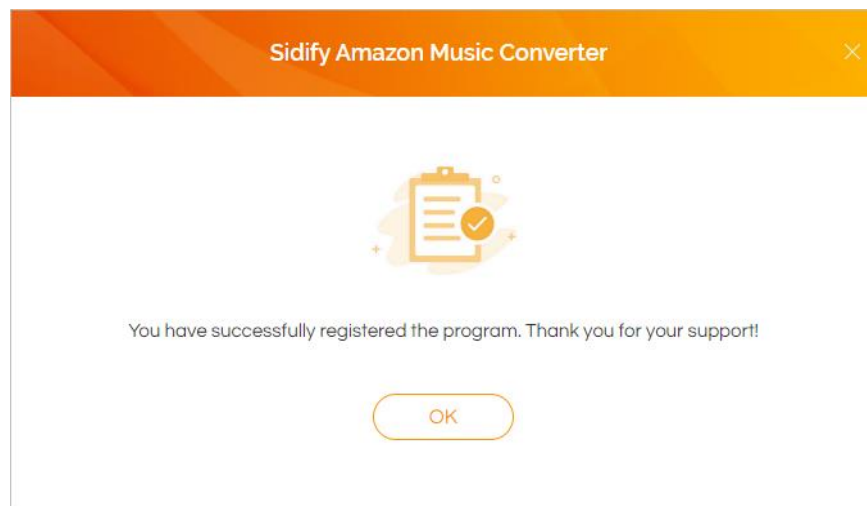 Sidify Amazon Music Converter
You have successfully registered the program. Thank you for your support!
OK